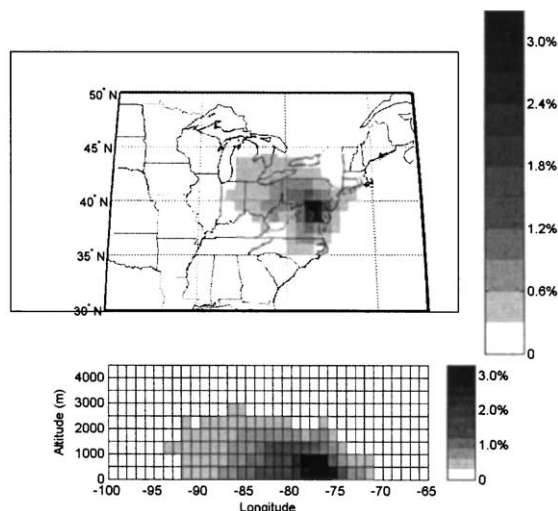 3.0%
2.4%
1.8%
1.2%
0.6%
0
50° N
45° N
40° N
35° N
30° N
4000
3000
2000
1000
0
Altitude (m)
-100 -95 -90 -85 -80 -75 -70 -65
Longitude
3.0%
2.0%
1.0%
0